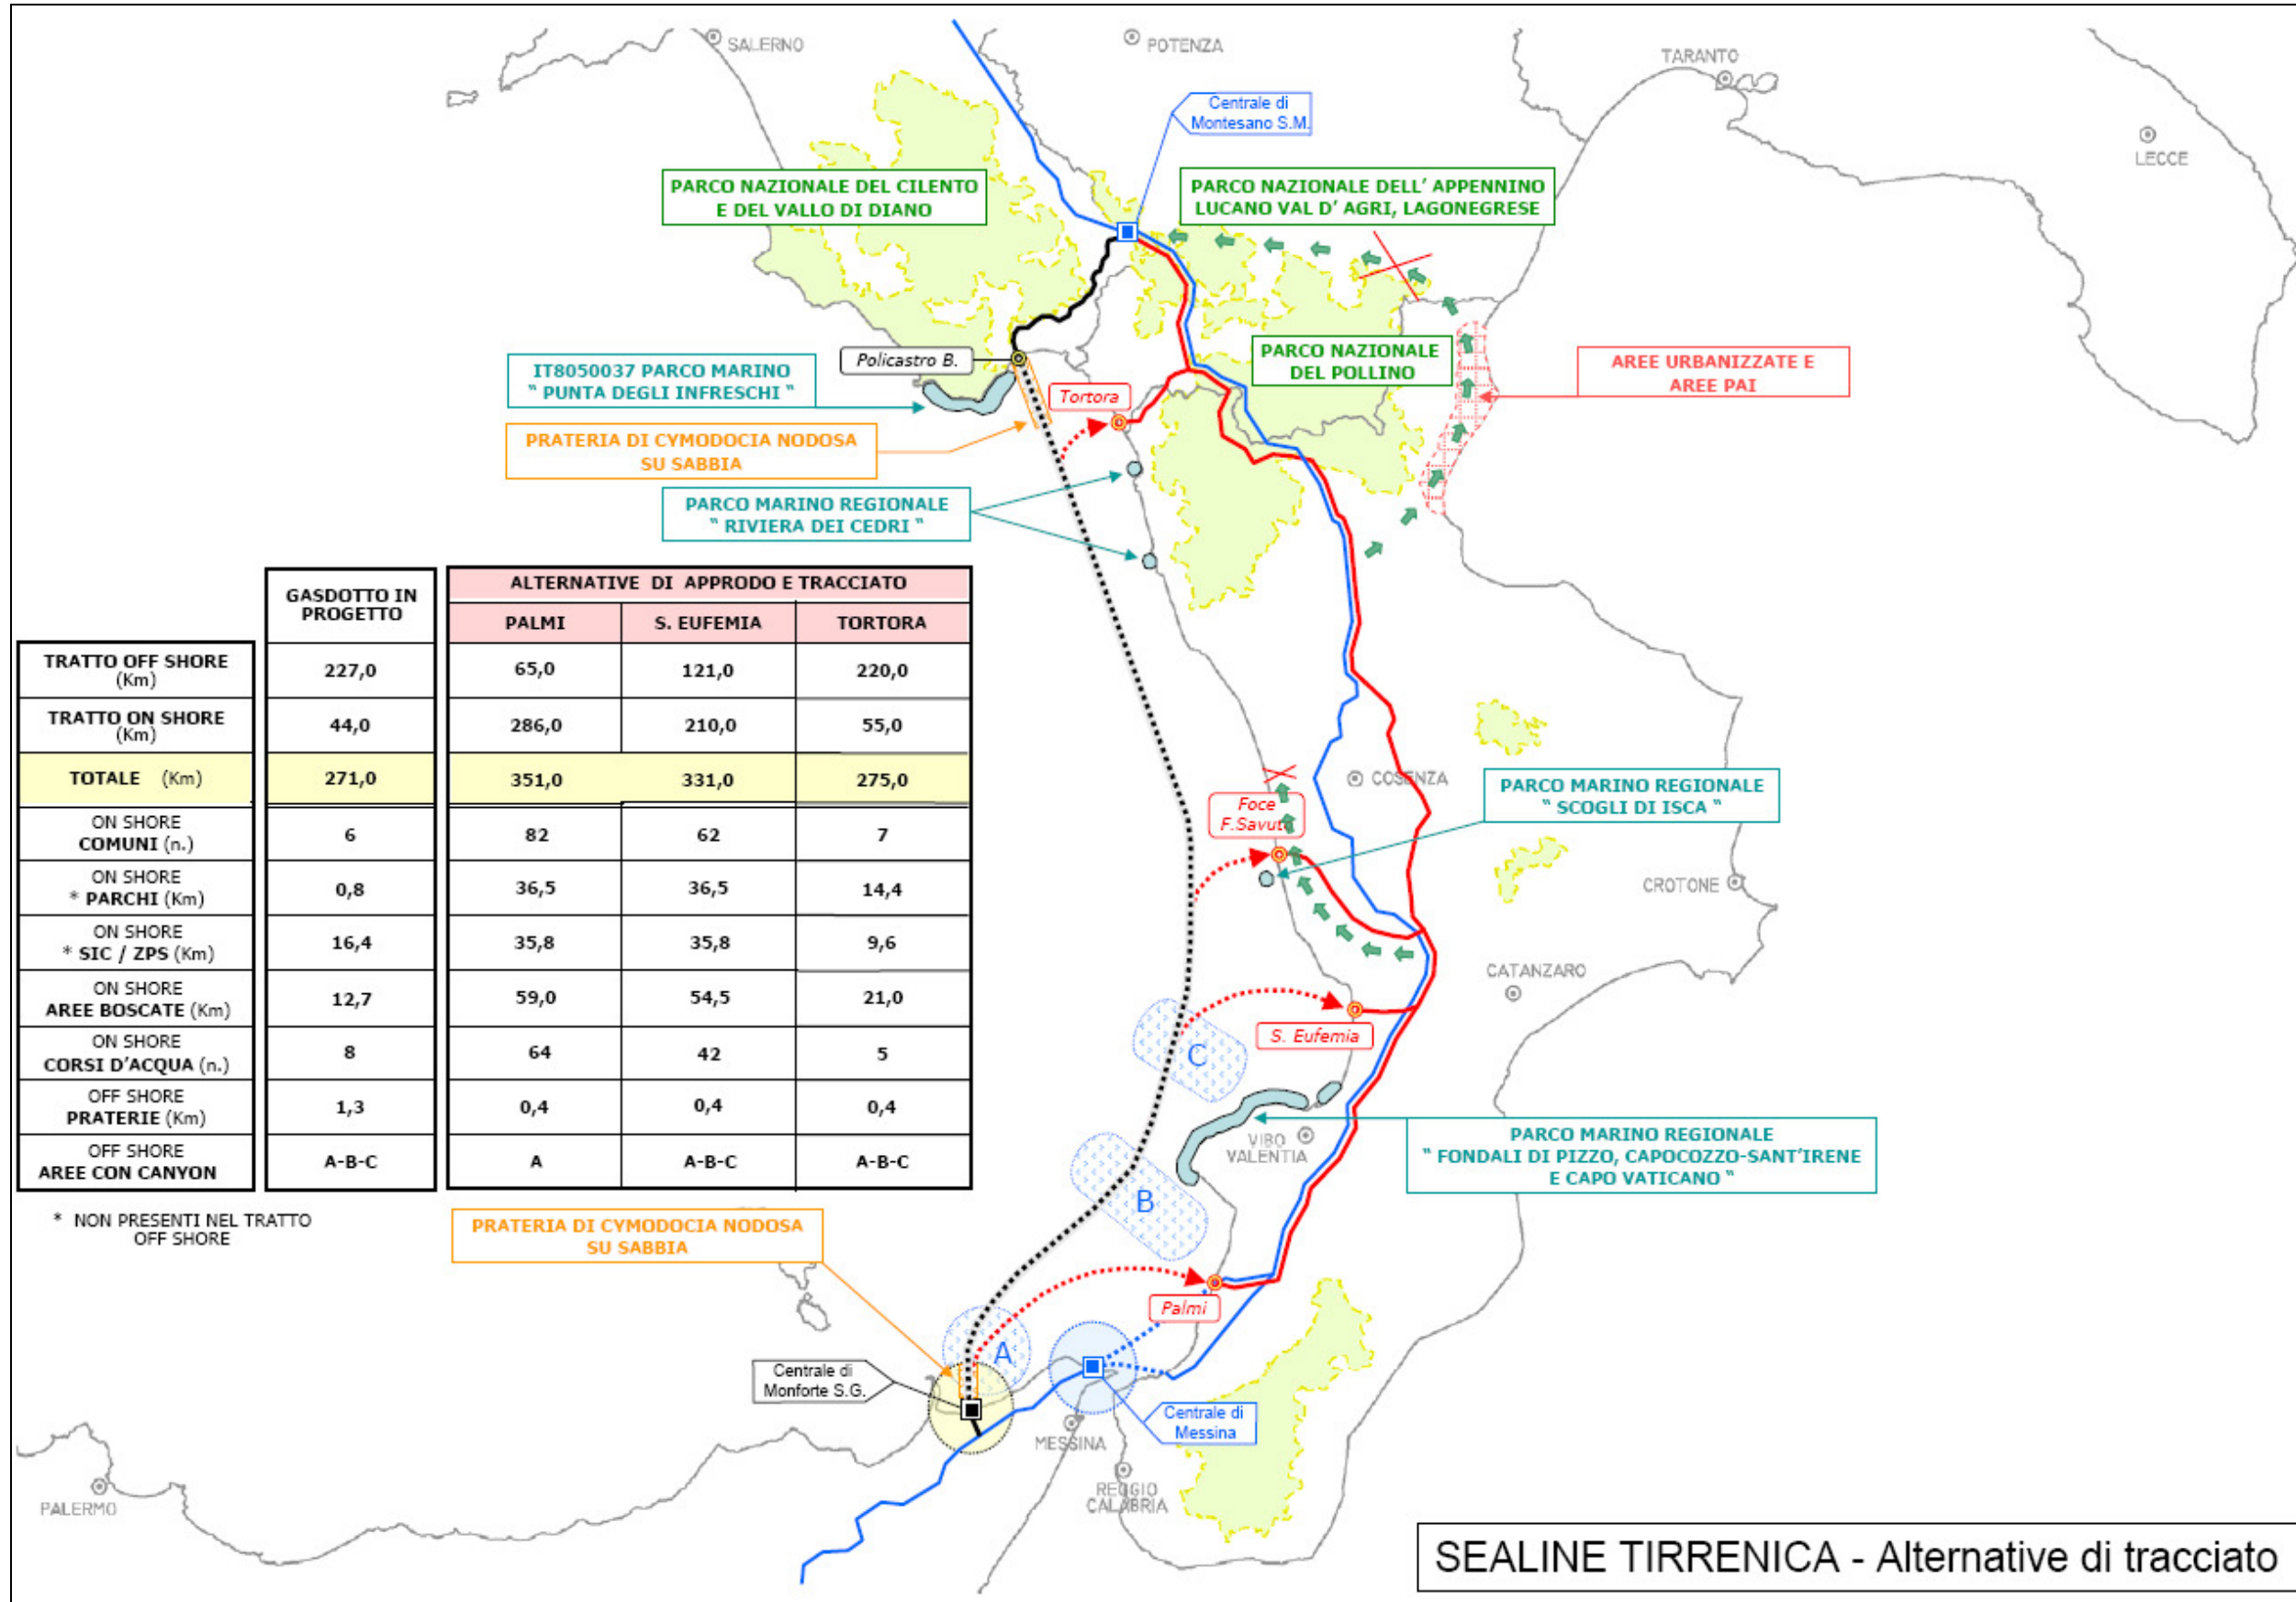 SALERNO
POTENZA
TARANTO
LECCE
Centrale di
Montesano S.M.
PARCO NAZIONALE DEL CILENTO
E DEL VALLO DI DIANO
PARCO NAZIONALE DELL' APPENNINO
LUCANO VAL D' AGRI, LAGONEGRESE
Policastro B.
IT8050037 PARCO MARINO
" PUNTA DEGLI INFRESCHI "
Tortora
PARCO NAZIONALE
DEL POLLINO
AREE URBANIZZATE E
AREE PAI
PRATERIA DI CYMODOCIA NODOSA
SU SABBIA
PARCO MARINO REGIONALE
" RIVIERA DEI CEDRI "
GASDOTTO IN
PROGETTO
ALTERNATIVE DI APPRODO E TRACCIATO
PALMI S. EUFEMIA TORTORA
TRATTO OFF SHORE
(Km)
227,0 65,0 121,0 220,0
TRATTO ON SHORE
(Km)
44,0 286,0 210,0 55,0
TOTALE (Km) 271,0 351,0 331,0 275,0
ON SHORE
COMUNI (n.)
6 82 62 7
ON SHORE
* PARCHI (Km)
0,8 36,5 36,5 14,4
ON SHORE
* SIC / ZPS (Km)
16,4 35,8 35,8 9,6
ON SHORE
AREE BOSCATE (Km)
12,7 59,0 54,5 21,0
ON SHORE
CORSI D'ACQUA (n.)
8 64 42 5
OFF SHORE
PRATERIE (Km)
1,3 0,4 0,4 0,4
OFF SHORE
AREE CON CANYON
A-B-C A A-B-C A-B-C
* NON PRESENTI NEL TRATTO
OFF SHORE
COSENZA
Foce
F.Savuto
PARCO MARINO REGIONALE
" SCOGLI DI ISCA "
CROTONE
CATANZARO
S. Eufemia
C
VIBO
VALENTIA
PARCO MARINO REGIONALE
" FONDALI DI PIZZO, CAPOCOZZO-SANT'IRENE
E CAPO VATICANO "
B
PRATERIA DI CYMODOCIA NODOSA
SU SABBIA
Palmi
A
Centrale di
Monforte S.G.
Centrale di
Messina
MESSINA
REGGIO
CALABRIA
PALERMO
SEALINE TIRRENICA - Alternative di tracciato